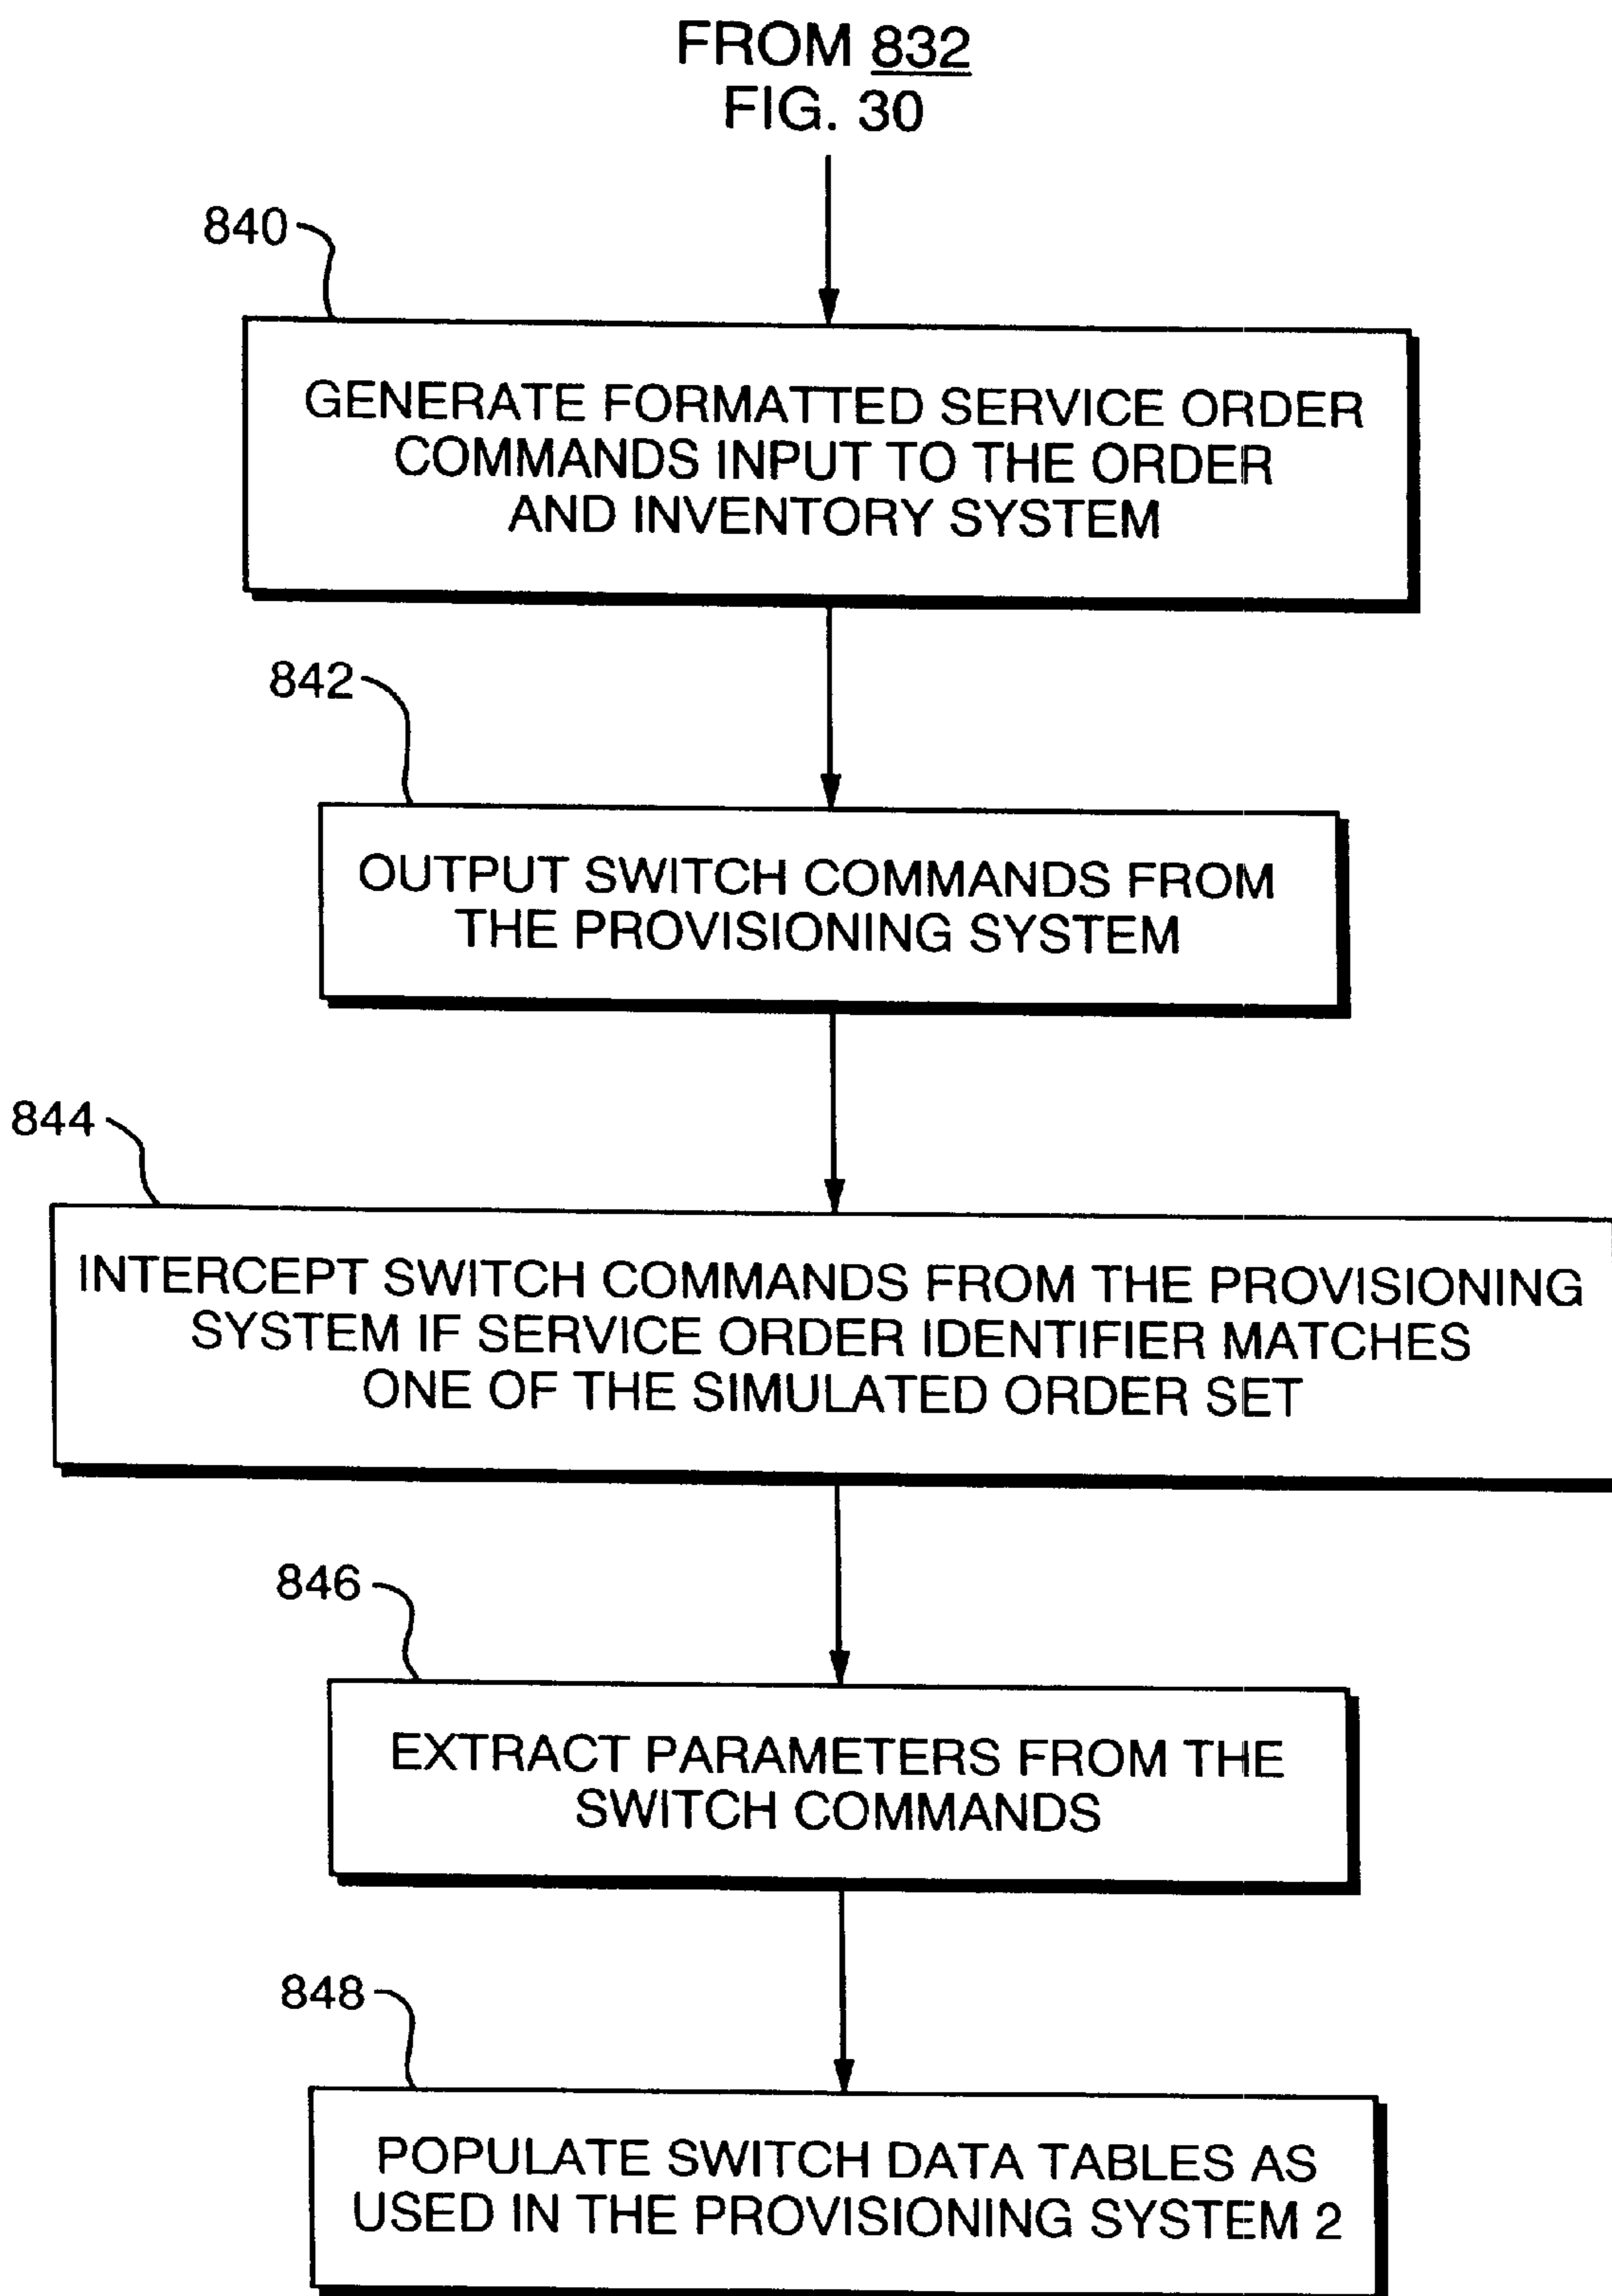 FROM 832
FIG. 30
840
GENERATE FORMATTED SERVICE ORDER
COMMANDS INPUT TO THE ORDER
AND INVENTORY SYSTEM
842
OUTPUT SWITCH COMMANDS FROM
THE PROVISIONING SYSTEM
844
INTERCEPT SWITCH COMMANDS FROM THE PROVISIONING
SYSTEM IF SERVICE ORDER IDENTIFIER MATCHES
ONE OF THE SIMULATED ORDER SET
846
EXTRACT PARAMETERS FROM THE
SWITCH COMMANDS
848
POPULATE SWITCH DATA TABLES AS
USED IN THE PROVISIONING SYSTEM 2